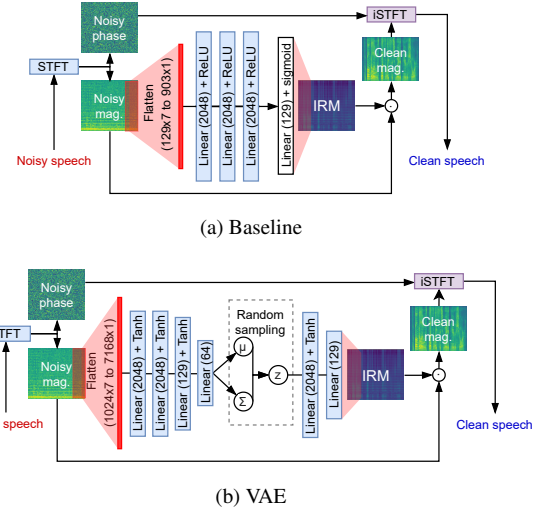 Noisy
phase
iSTFT
STFT
Noisy
mag.
Flatten
(129x7 to 903x1)
Linear (2048) + ReLU
Linear (2048) + ReLU
Linear (2048) + ReLU
Linear (129) + sigmoid
IRM
Clean
mag.
Noisy speech
Clean speech
(a) Baseline
Noisy
phase
iSTFT
TFT
Noisy
mag.
Flatten
(1024x7 to 7168x1)
Linear (2048) + Tanh
Linear (2048) + Tanh
Linear (129) + Tanh
Linear (64)
Random
sampling
μ
Σ
z
Linear (2048) + Tanh
Linear (129)
IRM
Clean
mag.
speech
Clean speech
(b) VAE